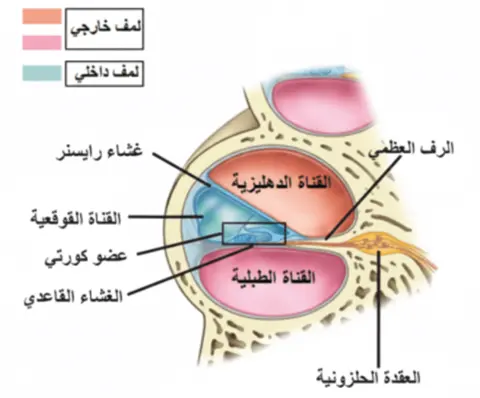 لمف خارجي
لمف داخلي
الرف العظمي
غشاء رايسنر
القناة الدهليزية
القناة القوقعية
عضو كورتي
القناة الطبلية
الغشاء القاعدي
العقدة الحلزونية